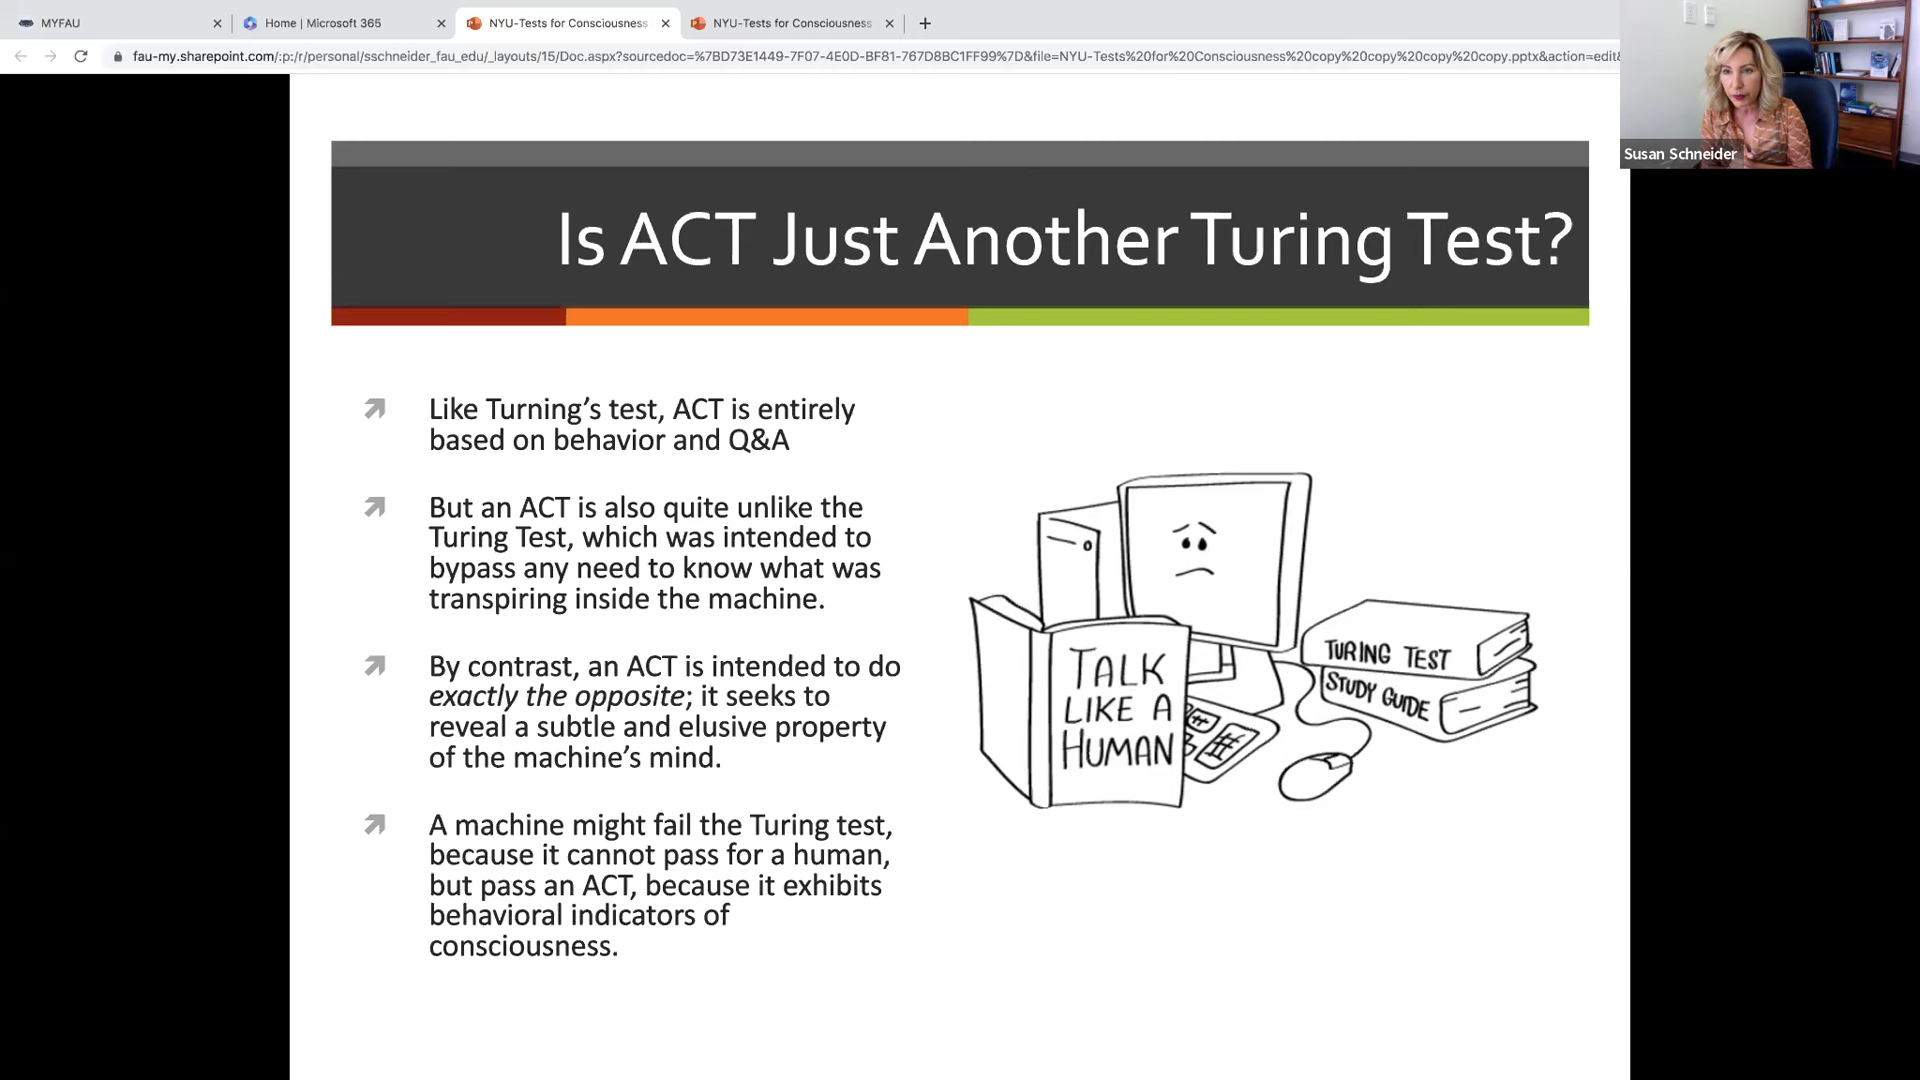 MYFAU
Home | Microsoft 365
NYU-Tests for Consciousness
NYU-Tests for Consciousness
fau-my.sharepoint.com/:p:/r/personal/sschneider_fau_edu/_layouts/15/Doc.aspx?sourcedoc=%7BD73E1449-7F07-4E0D-BF81-767D8BC1FF99%7D&file=NYU-Tests%20for%20Consciousness%20copy%20copy%20copy%20copy.pptx&action=edit&
Susan Schneider
Is ACT Just Another Turing Test?
Like Turning’s test, ACT is entirely
based on behavior and Q&A
But an ACT is also quite unlike the
Turing Test, which was intended to
bypass any need to know what was
transpiring inside the machine.
By contrast, an ACT is intended to do
exactly the opposite; it seeks to
reveal a subtle and elusive property
of the machine’s mind.
A machine might fail the Turing test,
because it cannot pass for a human,
but pass an ACT, because it exhibits
behavioral indicators of
consciousness.
TALK
LIKE A
HUMAN
TURING TEST
STUDY GUIDE